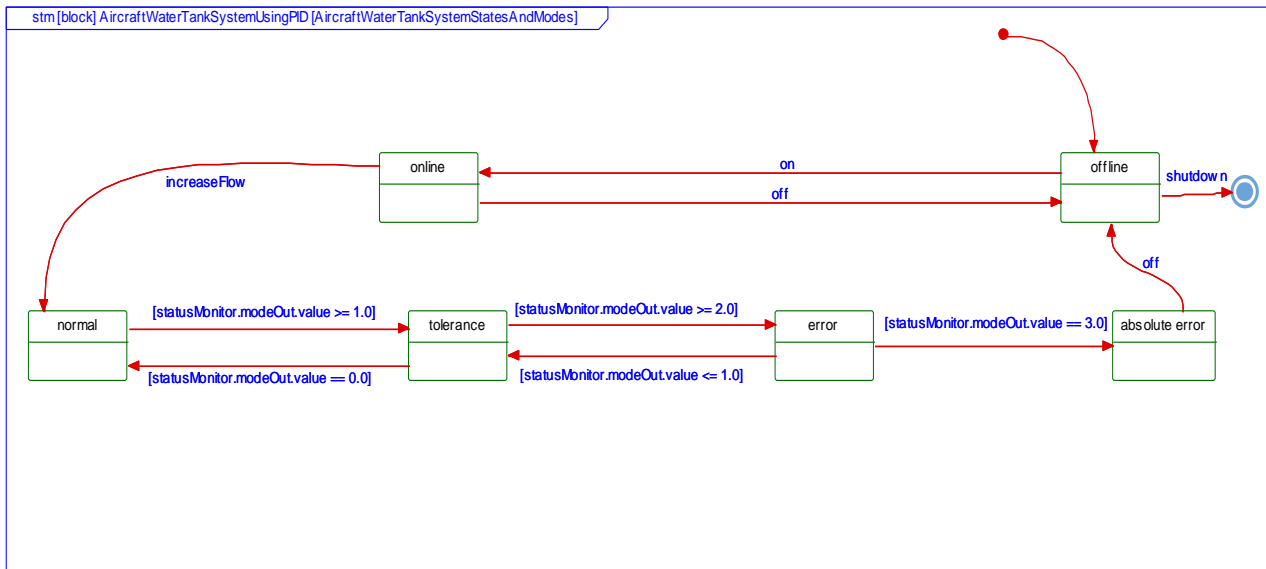 stm [block] AircraftWaterTankSystemUsingPID [AircraftWaterTankSystemStatesAndModes]
online
on
offline
shutdown
increaseFlow
off
off
normal
[statusMonitor.modeOut.value >= 1.0]
tolerance
[statusMonitor.modeOut.value >= 2.0]
error
[statusMonitor.modeOut.value == 3.0]
absolute error
[statusMonitor.modeOut.value == 0.0]
[statusMonitor.modeOut.value <= 1.0]